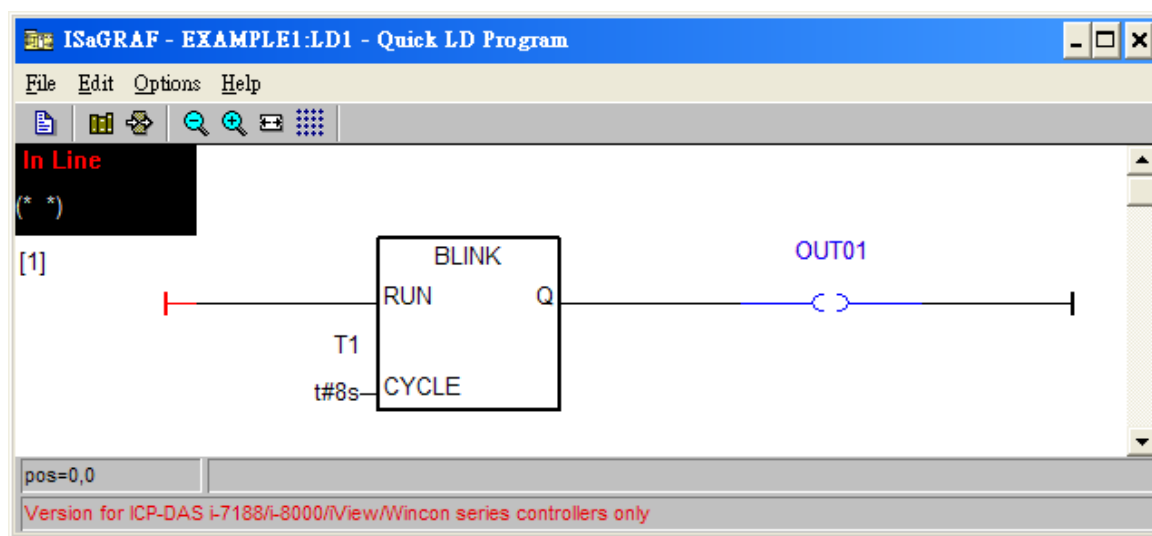 ISaGRAF - EXAMPLE1:LD1 - Quick LD Program
File Edit Options Help
In Line
(* *)
[1]
BLINK
OUT01
RUN Q
T1
t#8s CYCLE
pos=0,0
Version for ICP-DAS i-7188/i-8000/iView/Wincon series controllers only